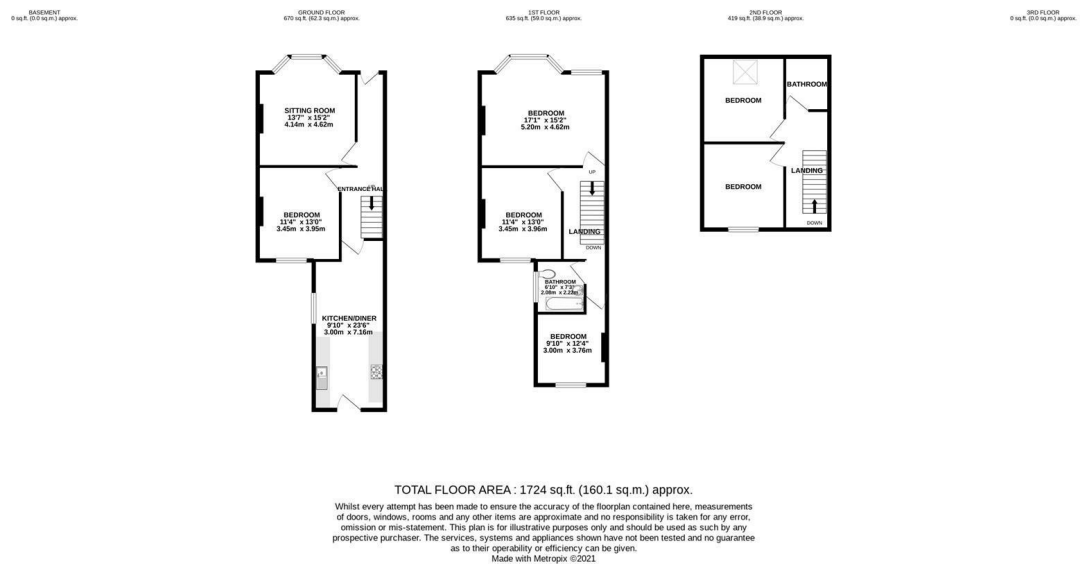 BASEMENT
0 sq.ft. (0.0 sq.m.) approx.
GROUND FLOOR
670 sq.ft. (62.3 sq.m.) approx.
1ST FLOOR
635 sq.ft. (59.0 sq.m.) approx.
2ND FLOOR
419 sq.ft. (38.9 sq.m.) approx.
3RD FLOOR
0 sq.ft. (0.0 sq.m.) approx.
SITTING ROOM
13'7" x 15'2"
4.14m x 4.62m
ENTRANCE HALL
BEDROOM
11'4" x 13'0"
3.45m x 3.95m
KITCHEN/DINER
9'10" x 23'6"
3.00m x 7.16m
BEDROOM
17'1" x 15'2"
5.20m x 4.62m
UP
BEDROOM
11'4" x 13'0"
3.45m x 3.96m
LANDING
DOWN
BATHROOM
6'10" x 7'3"
2.08m x 2.22m
BEDROOM
9'10" x 12'4"
3.00m x 3.76m
BATHROOM
BEDROOM
LANDING
BEDROOM
DOWN
TOTAL FLOOR AREA : 1724 sq.ft. (160.1 sq.m.) approx.
Whilst every attempt has been made to ensure the accuracy of the floorplan contained here, measurements
of doors, windows, rooms and any other items are approximate and no responsibility is taken for any error,
omission or mis-statement. This plan is for illustrative purposes only and should be used as such by any
prospective purchaser. The services, systems and appliances shown have not been tested and no guarantee
as to their operability or efficiency can be given.
Made with Metropix ©2021